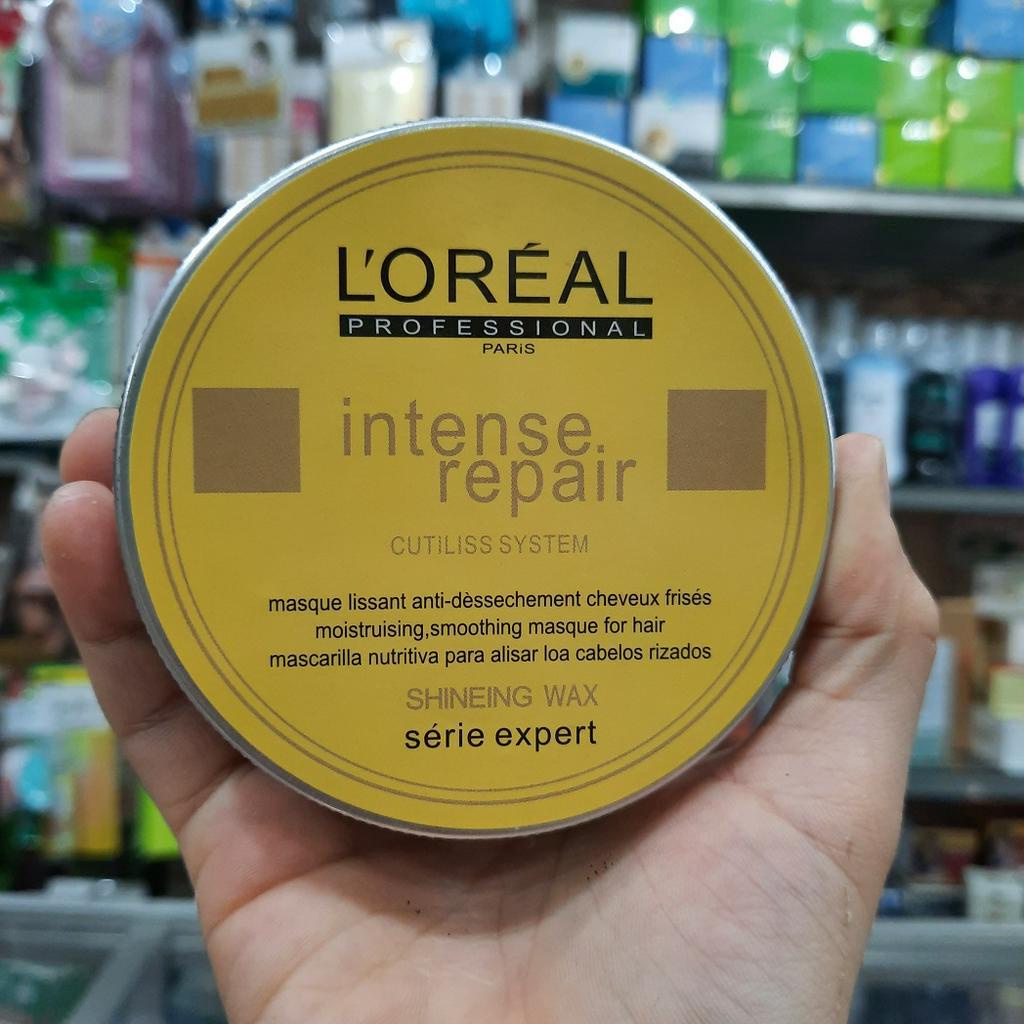 L'ORÉAL
PROFESSIONAL
PARiS
intense.
repair
CUTILISS SYSTEM
masque lissant anti-dèssechement cheveux frisés
moistruising,smoothing masque for hair
mascarilla nutritiva para alisar loa cabelos rizados
SHINEING WAX
série expert